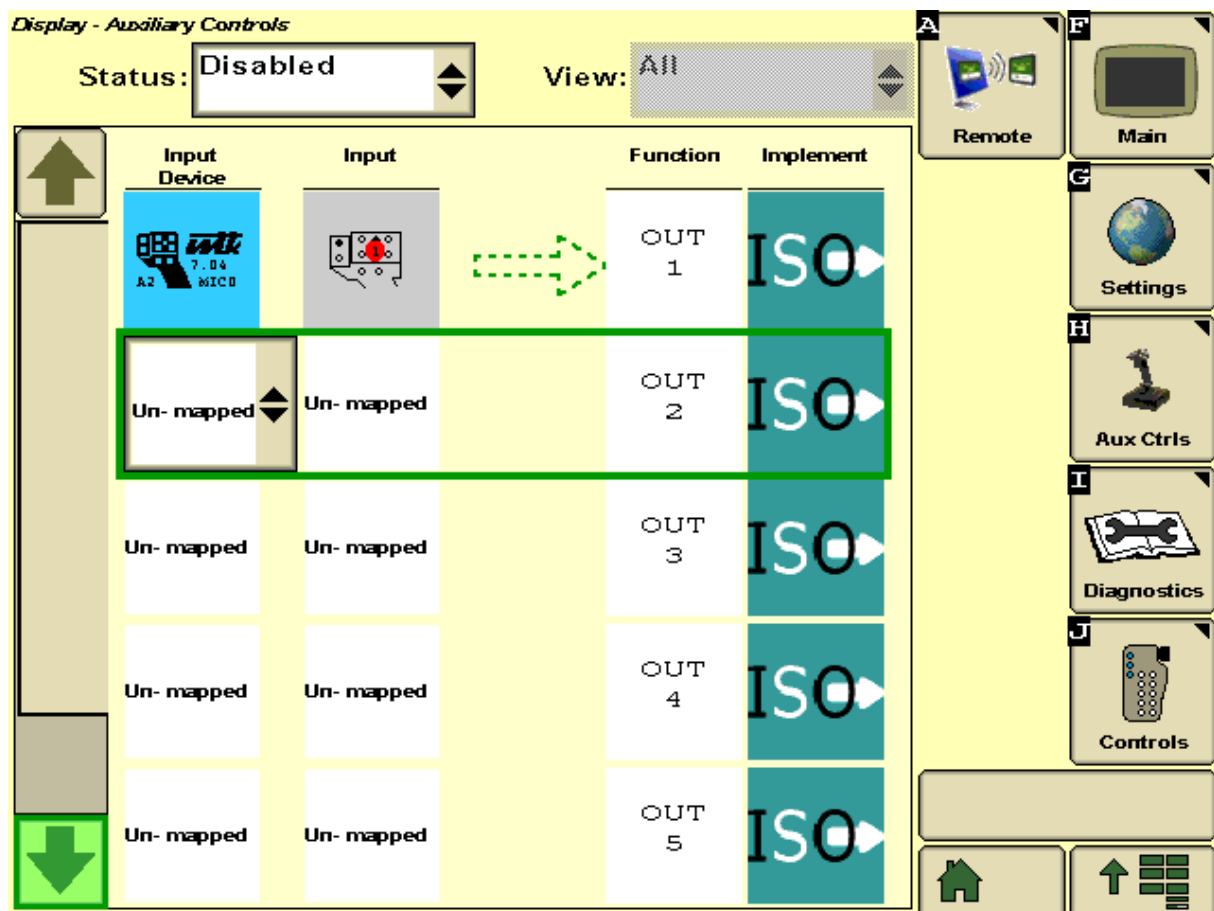 Display - Auxiliary Controls
Status: Disabled
View: All
Input Device
Input
Function
Implement
7.04
A2 MICO
1
OUT
1
ISO
Un- mapped
Un- mapped
OUT
2
ISO
Un- mapped
Un- mapped
OUT
3
ISO
Un- mapped
Un- mapped
OUT
4
ISO
Un- mapped
Un- mapped
OUT
5
ISO
A
Remote
F
Main
G
Settings
H
Aux Ctrls
I
Diagnostics
J
Controls